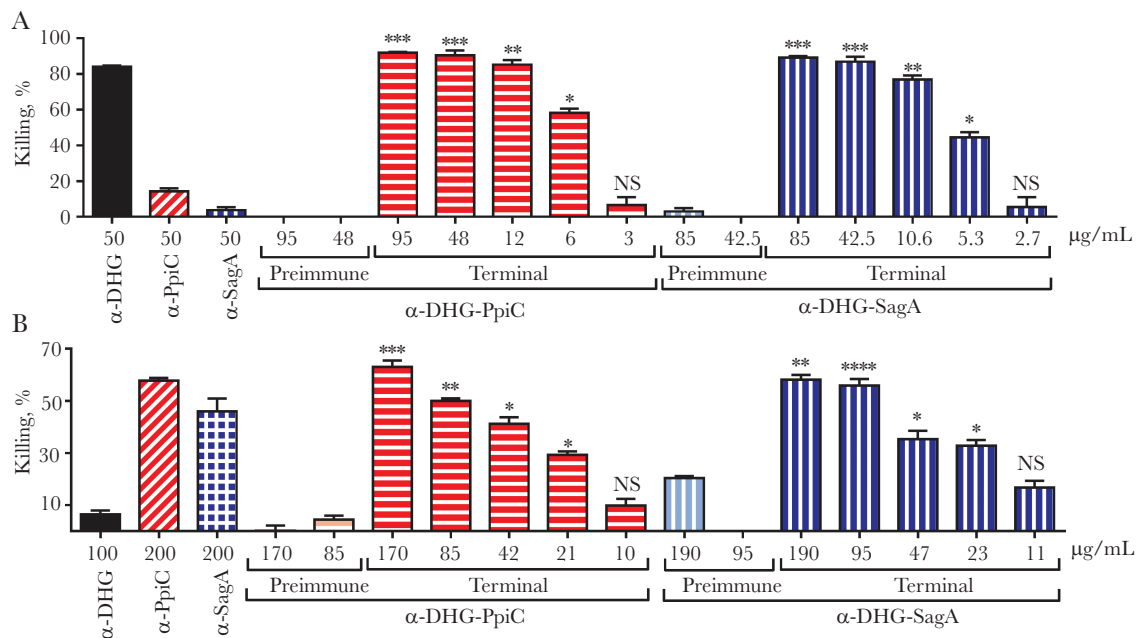 A
Killing, %
100
80
60
40
20
0
*** *** ** * NS *** *** ** * NS
50 50 50 95 48 95 48 12 6 3 85 42.5 85 42.5 10.6 5.3 2.7 μg/mL
α-DHG α-PpiC α-SagA
Preimmune Terminal Preimmune Terminal
α-DHG-PpiC α-DHG-SagA
B
Killing, %
70
50
30
10
*** ** * * NS ** **** * * NS
100 200 200 170 85 170 85 42 21 10 190 95 190 95 47 23 11 μg/mL
α-DHG α-PpiC α-SagA
Preimmune Terminal Preimmune Terminal
α-DHG-PpiC α-DHG-SagA